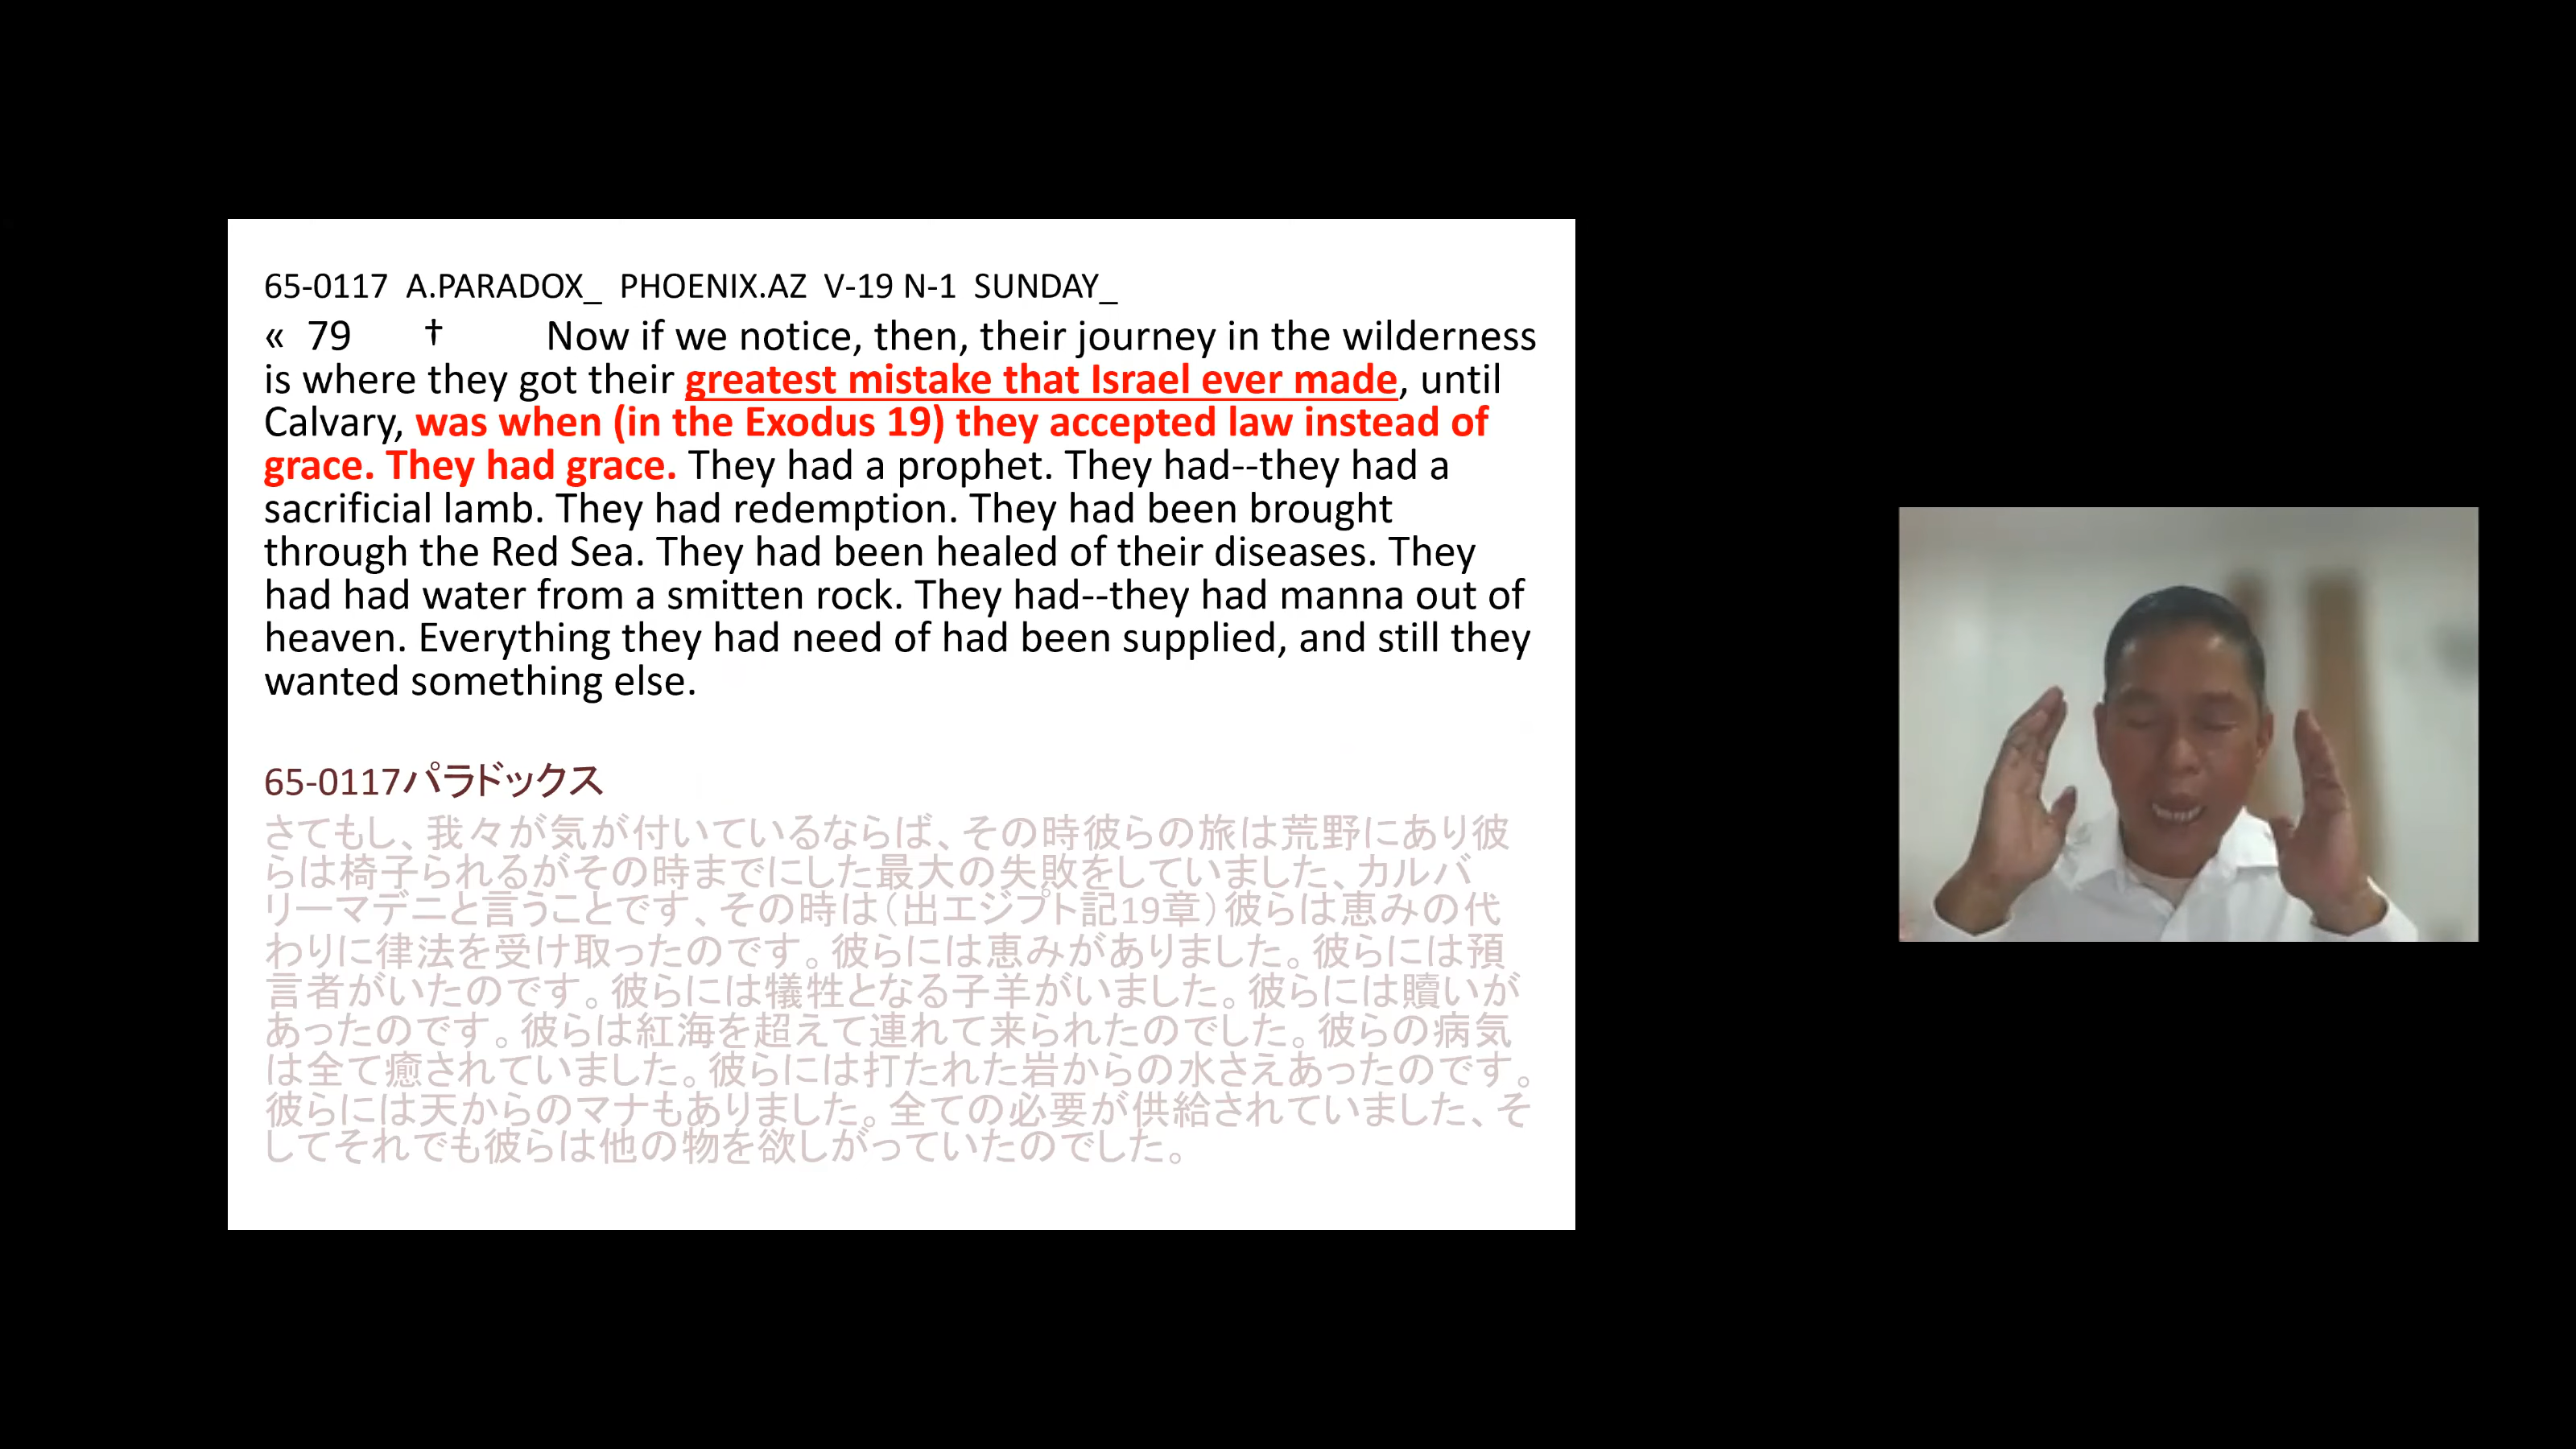 65-0117 A.PARADOX_ PHOENIX.AZ V-19 N-1 SUNDAY_
« 79 † Now if we notice, then, their journey in the wilderness
is where they got their greatest mistake that Israel ever made, until
Calvary, was when (in the Exodus 19) they accepted law instead of
grace. They had grace. They had a prophet. They had--they had a
sacrificial lamb. They had redemption. They had been brought
through the Red Sea. They had been healed of their diseases. They
had had water from a smitten rock. They had--they had manna out of
heaven. Everything they had need of had been supplied, and still they
wanted something else.
65-0117パラドックス
さてもし、我々が気が付いているならば、その時彼らの旅は荒野にあり彼
らは椅子られるがその時までにした最大の失敗をしていました、カルバ
リーマデニと言うことです、その時は（出エジプト記19章）彼らは恵みの代
わりに律法を受け取ったのです。彼らには恵みがありました。彼らには預
言者がいたのです。彼らには犠牲となる子羊がいました。彼らには贖いが
あったのです。彼らは紅海を超えて連れて来られたのでした。彼らの病気
は全て癒されていました。彼らには打たれた岩からの水さえあったのです。
彼らには天からのマナもありました。全ての必要が供給されていました、そ
してそれでも彼らは他の物を欲しがっていたのでした。